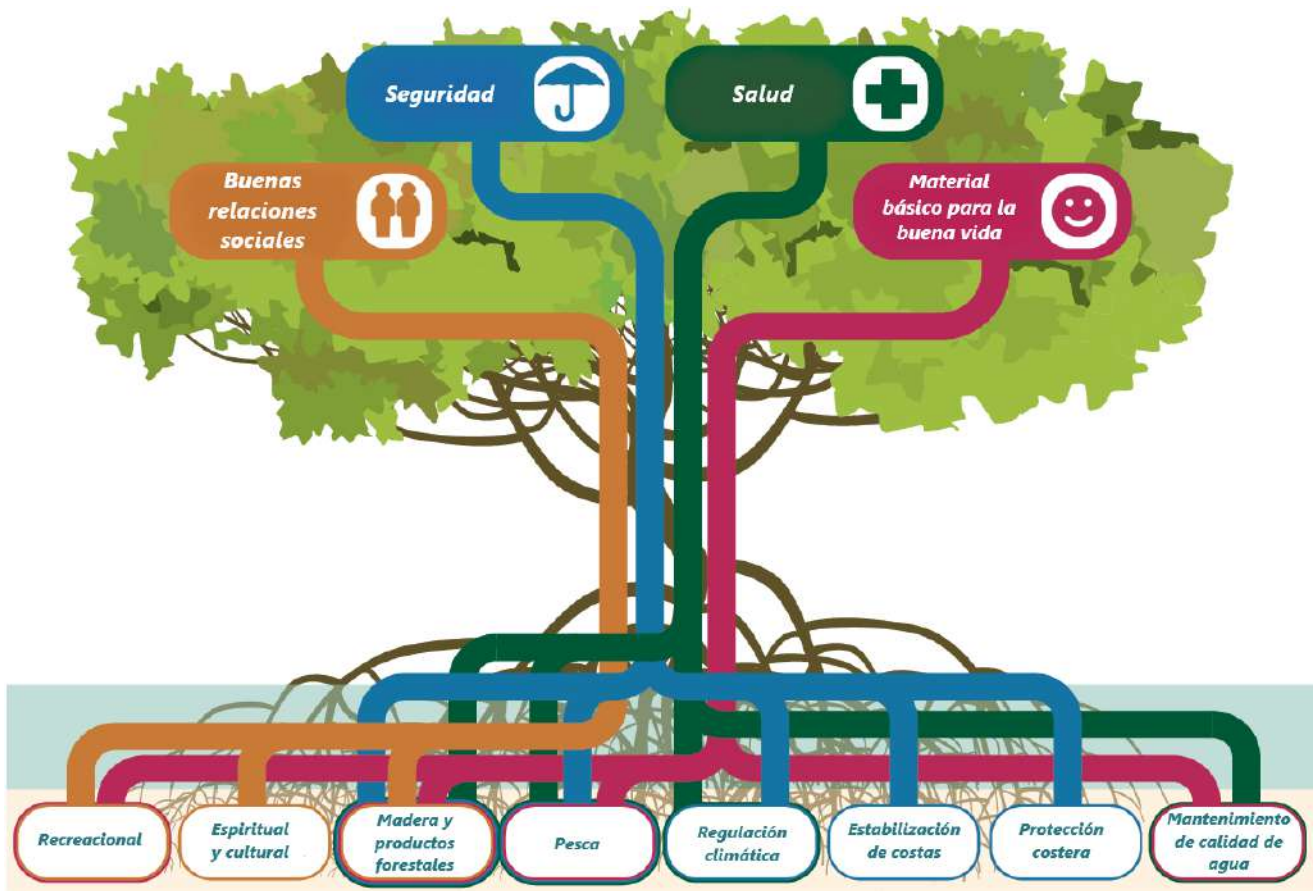 Seguridad
Salud
Buenas
relaciones
sociales
Material
básico para la
buena vida
Recreacional
Espiritual
y cultural
Madera y
productos
forestales
Pesca
Regulación
climática
Estabilización
de costas
Protección
costera
Mantenimiento
de calidad de
agua